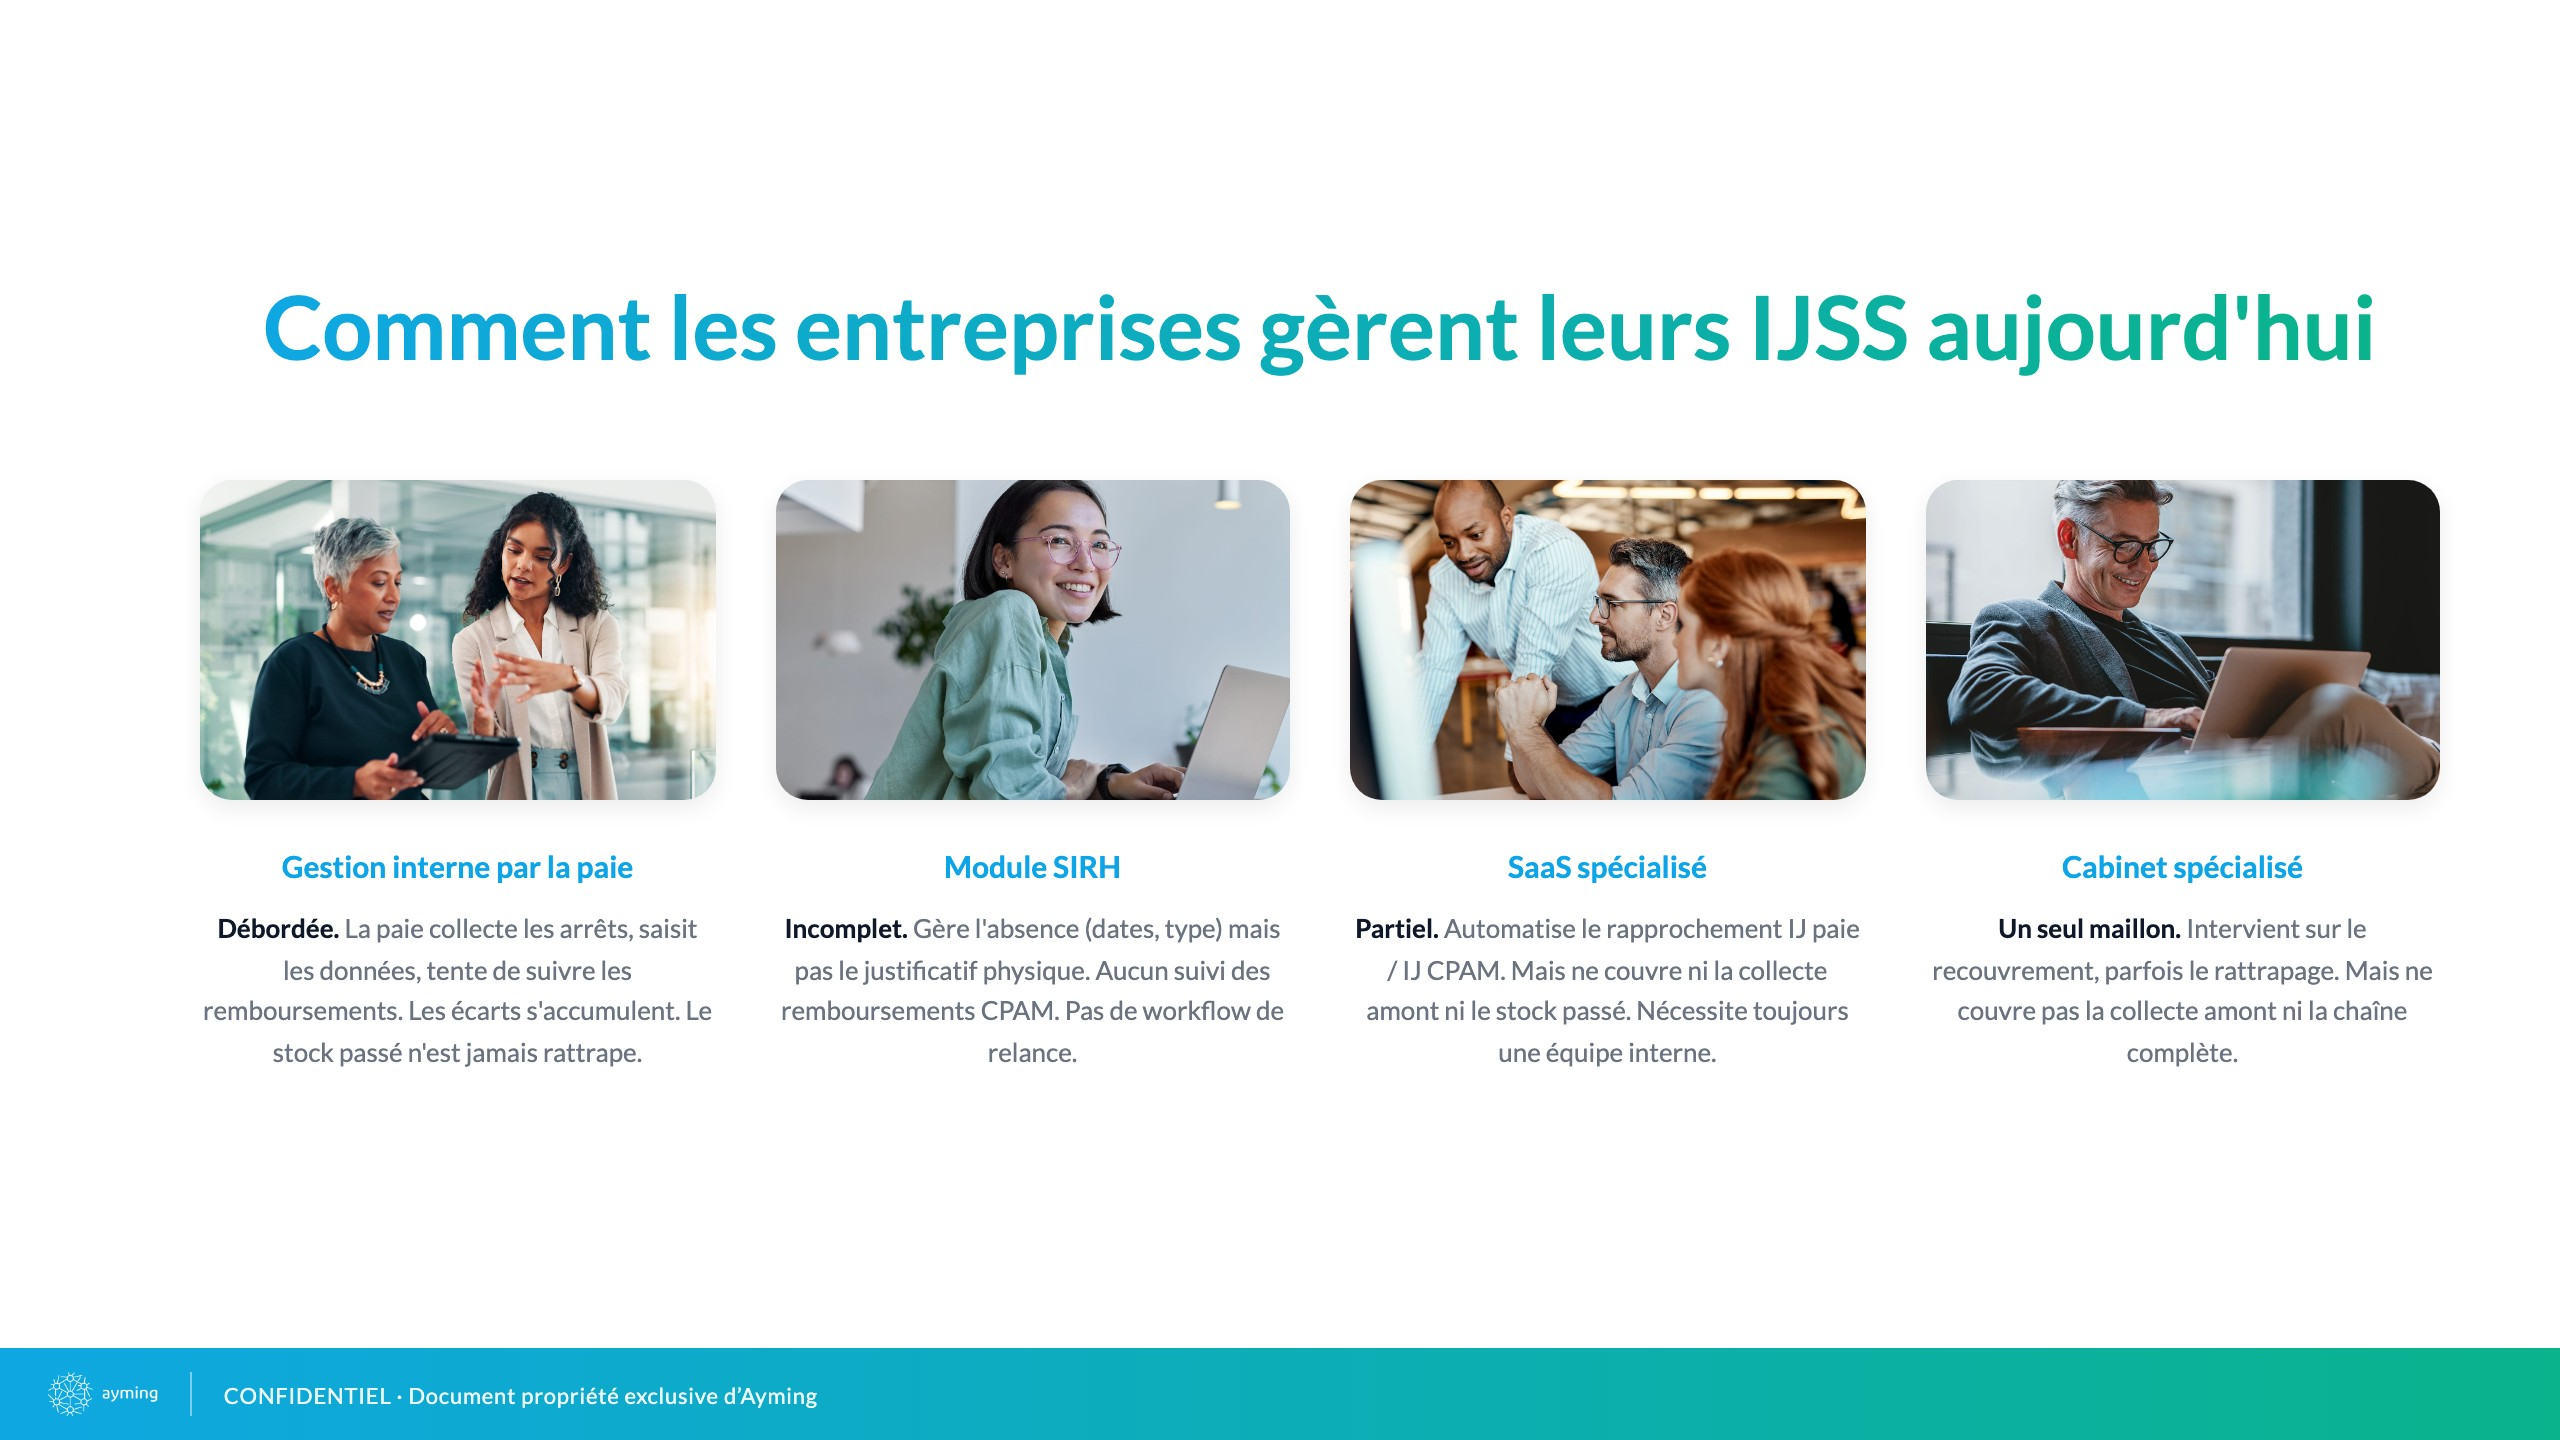 Comment les entreprises gèrent leurs IJSS aujourd'hui
Gestion interne par la paie
Débordée. La paie collecte les arrêts, saisit
les données, tente de suivre les
remboursements. Les écarts s'accumulent. Le
stock passé n'est jamais rattrape.
Module SIRH
Incomplet. Gère l'absence (dates, type) mais
pas le justificatif physique. Aucun suivi des
remboursements CPAM. Pas de workflow de
relance.
SaaS spécialisé
Partiel. Automatise le rapprochement IJ paie
/ IJ CPAM. Mais ne couvre ni la collecte
amont ni le stock passé. Nécessite toujours
une équipe interne.
Cabinet spécialisé
Un seul maillon. Intervient sur le
recouvrement, parfois le rattrapage. Mais ne
couvre pas la collecte amont ni la chaîne
complète.
ayming
CONFIDENTIEL · Document propriété exclusive d’Ayming